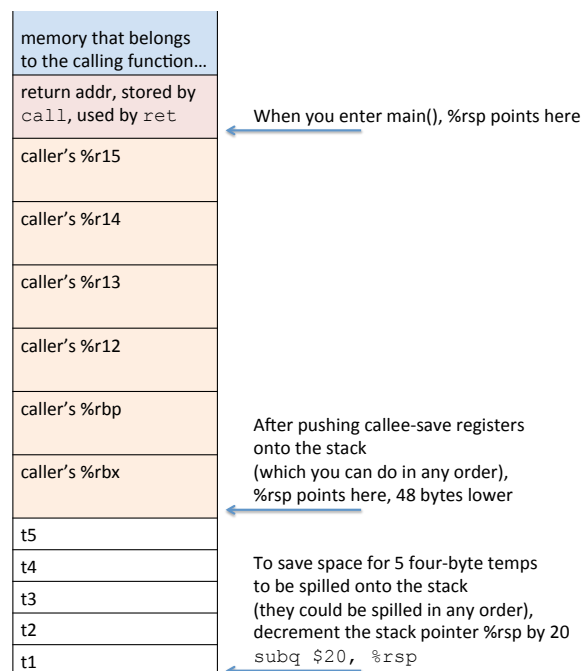 memory that belongs
to the calling function...
return addr, stored by
call, used by ret
When you enter main(), %rsp points here
caller's %r15
caller's %r14
caller's %r13
caller's %r12
caller's %rbp
caller's %rbx
After pushing callee-save registers
onto the stack
(which you can do in any order),
%rsp points here, 48 bytes lower
t5
t4
t3
t2
t1
To save space for 5 four-byte temps
to be spilled onto the stack
(they could be spilled in any order),
decrement the stack pointer %rsp by 20
subq $20, %rsp